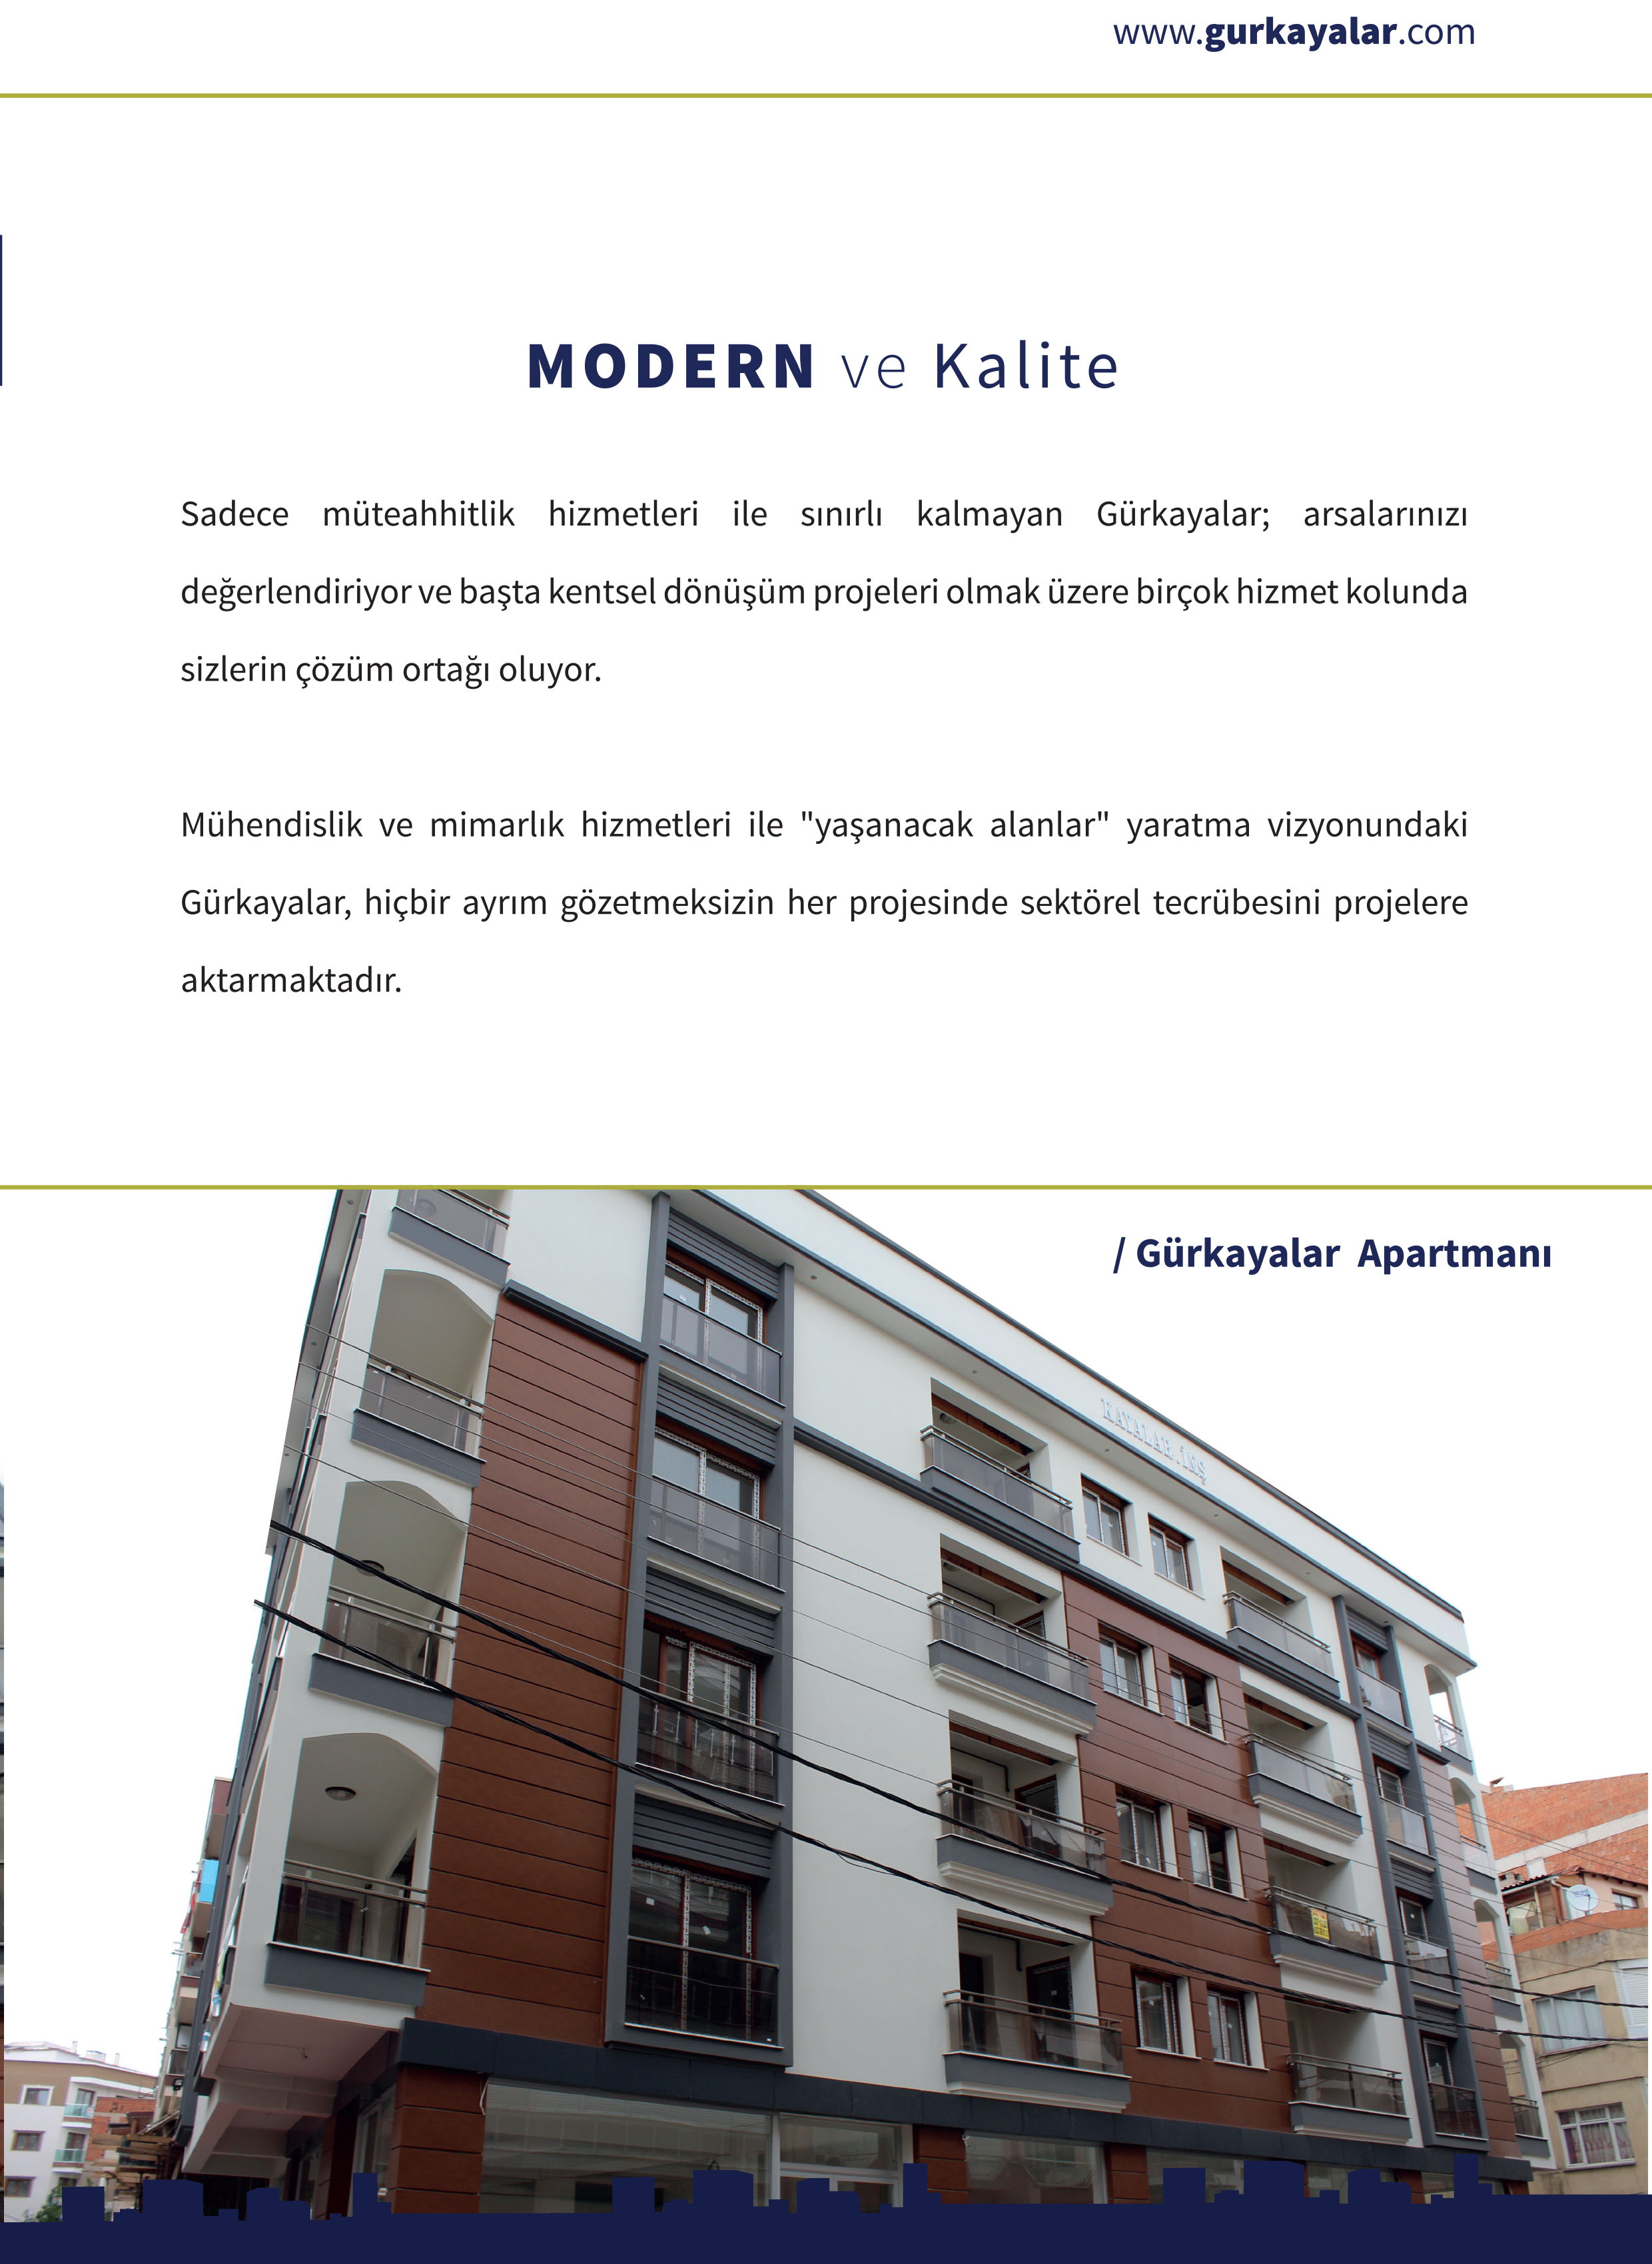 www.gurkayalar.com
MODERN ve Kalite
Sadece müteahhitlik hizmetleri ile sınırlı kalmayan Gürkayalar; arsalarınızı
değerlendiriyor ve başta kentsel dönüşüm projeleri olmak üzere birçok hizmet kolunda
sizlerin çözüm ortağı oluyor.
Mühendislik ve mimarlık hizmetleri ile "yaşanacak alanlar" yaratma vizyonundaki
Gürkayalar, hiçbir ayrım gözetmeksizin her projesinde sektörel tecrübesini projelere
aktarmaktadır.
/ Gürkayalar Apartmanı
KAYALAR.İNŞ